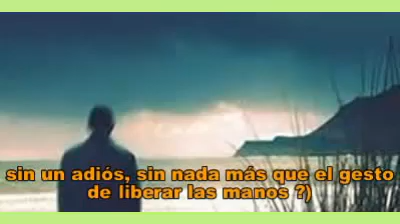 sin un adiós, sin nada más que el gesto
de liberar las manos ?)